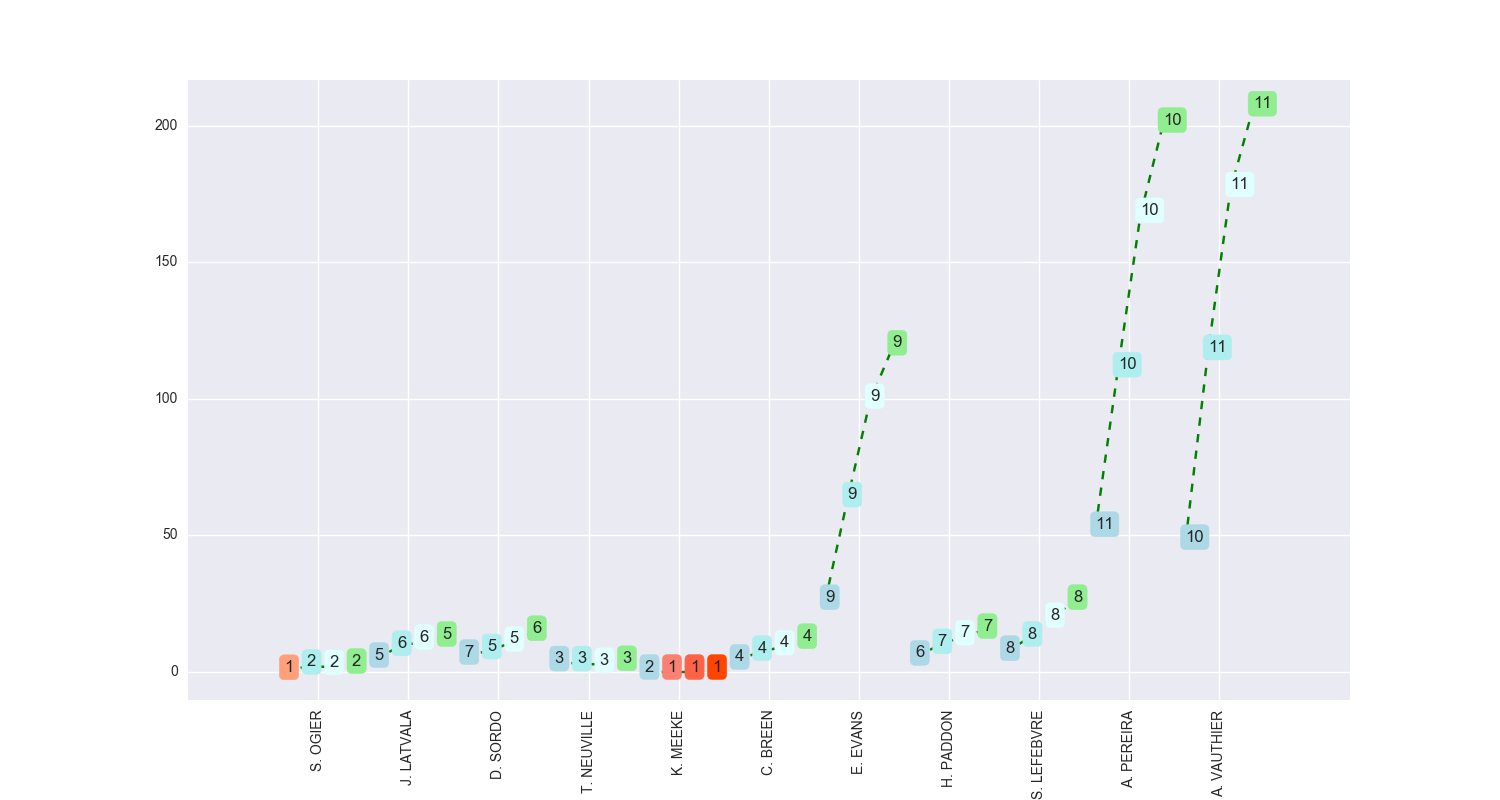 200
150
100
50
0
1 2 2 2
5 6 6 5
7 5 5 6
3 3 3 3
2 1 1 1
4 4 4 4
9 9 9 9
6 7 7 7
8 8 8 8
11 10 10 10
10 11 11 11
S. OGIER
J. LATVALA
D. SORDO
T. NEUVILLE
K. MEEKE
C. BREEN
E. EVANS
H. PADDON
S. LEFEBVRE
A. PEREIRA
A. VAUTHIER